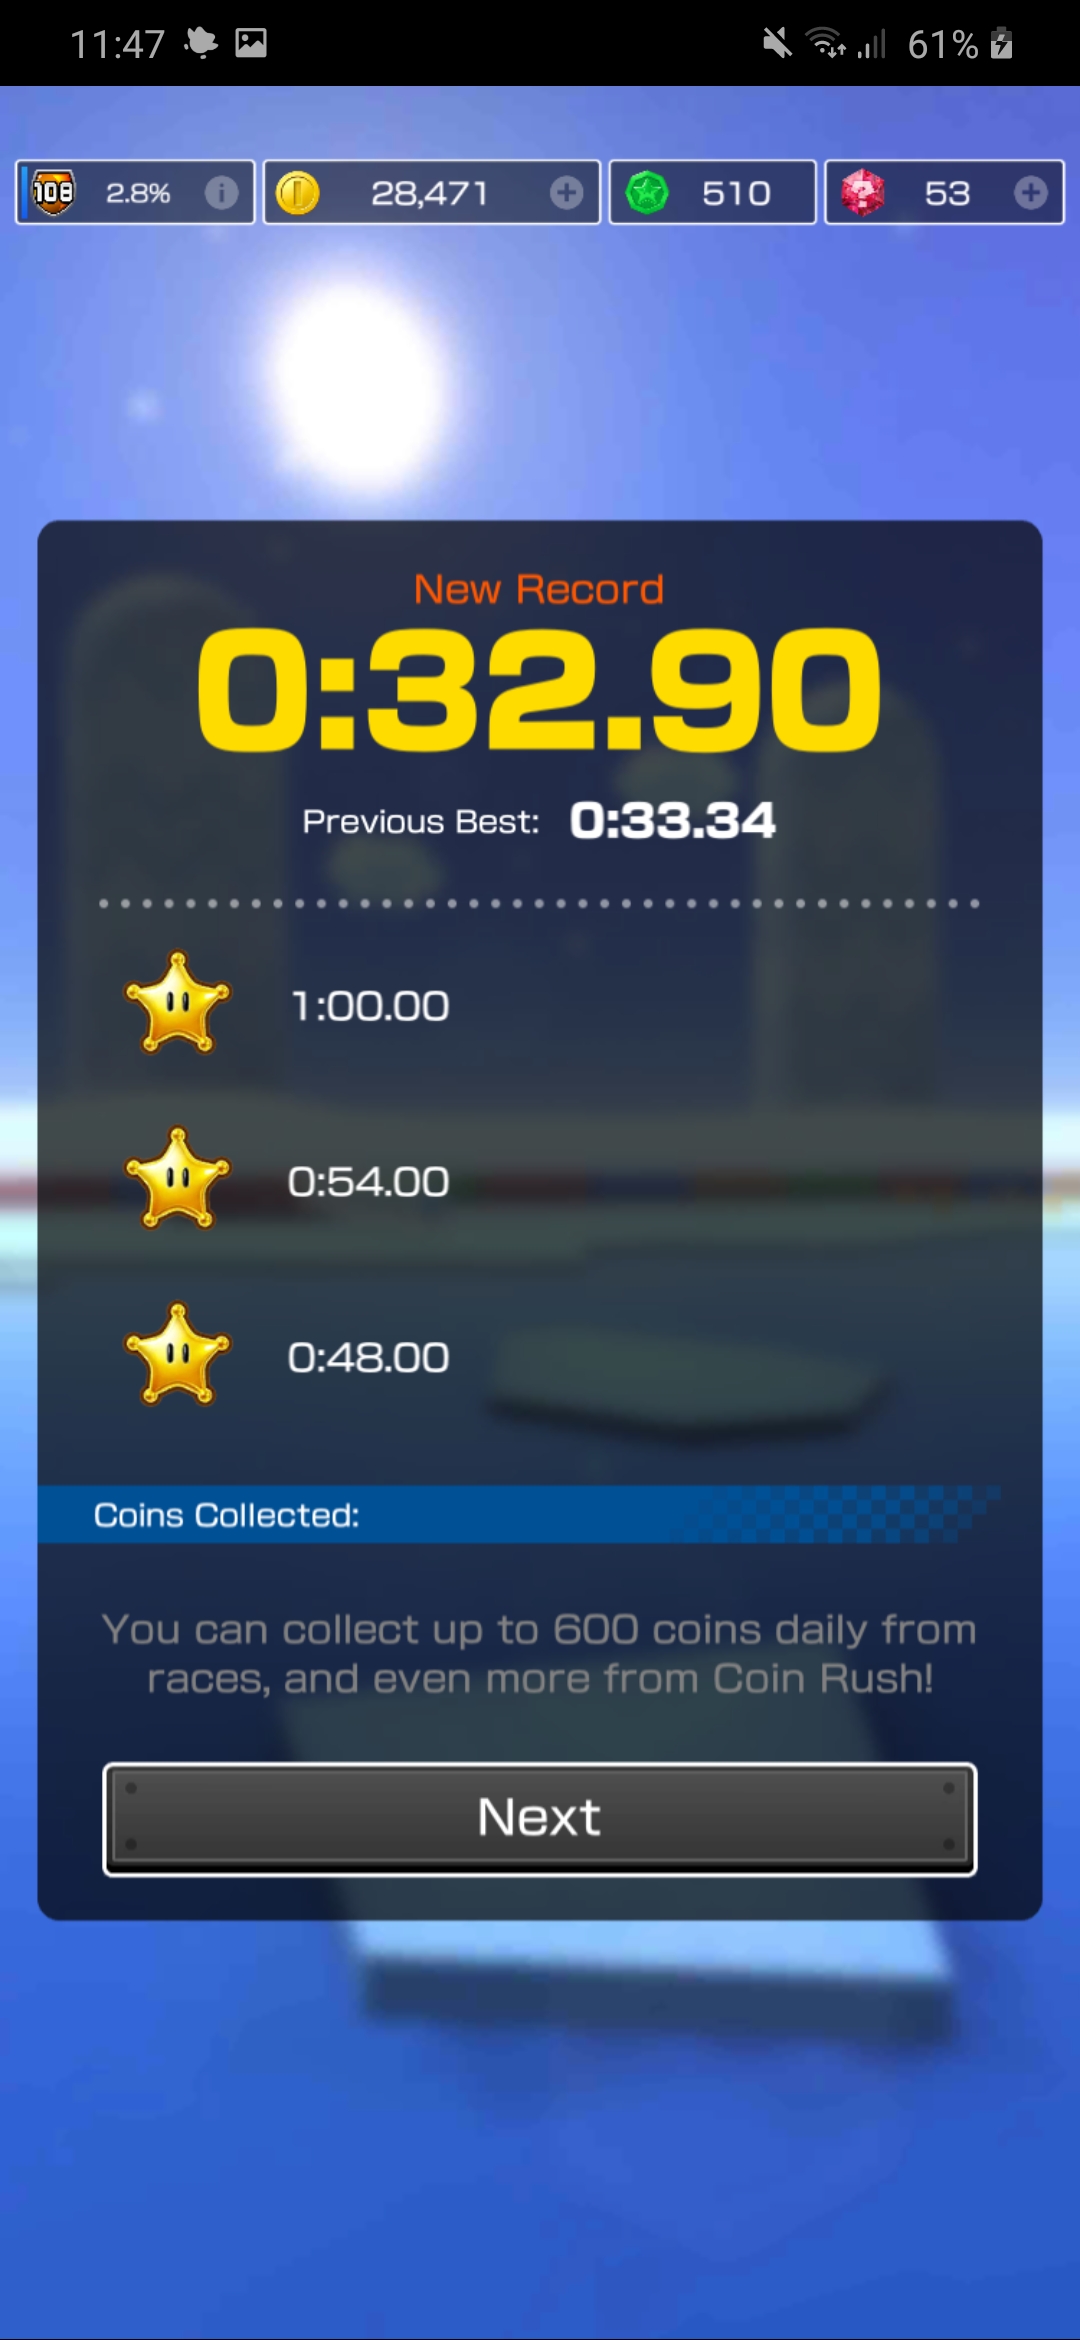 11:47 61%
108 2.8% 28,471 510 53
New Record
0:32.90
Previous Best: 0:33.34
1:00.00
0:54.00
0:48.00
Coins Collected:
You can collect up to 600 coins daily from
races, and even more from Coin Rush!
Next